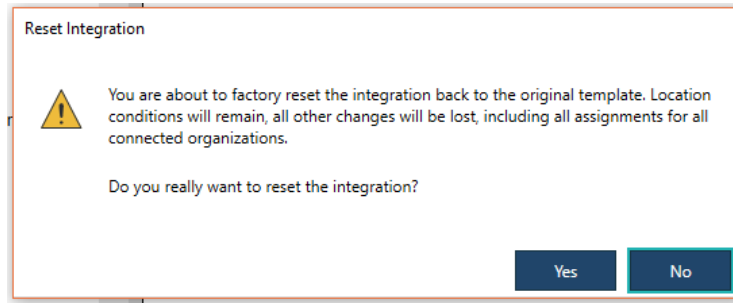 Reset Integration
You are about to factory reset the integration back to the original template. Location
conditions will remain, all other changes will be lost, including all assignments for all
connected organizations.
Do you really want to reset the integration?
Yes
No